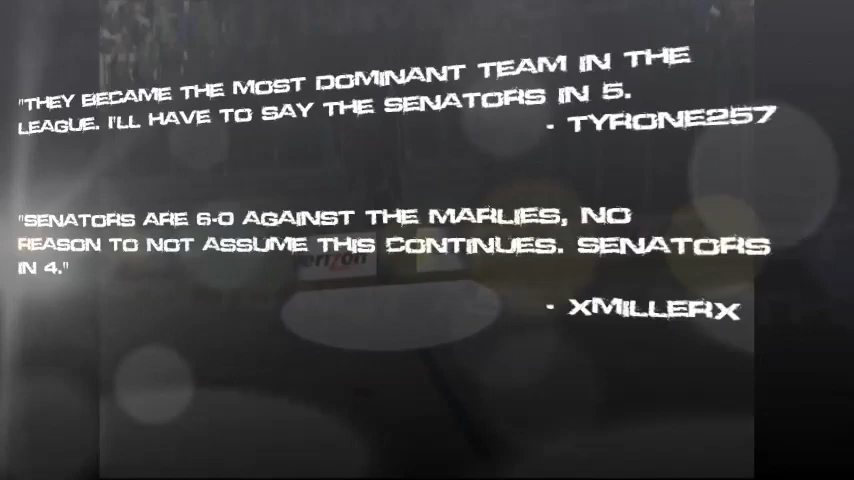 "THEY BECAME THE MOST DOMINANT TEAM IN THE
LEAGUE. I'LL HAVE TO SAY THE SENATORS IN 5.
- TYRONE257
"SENATORS ARE 6-0 AGAINST THE MARLIES, NO
REASON TO NOT ASSUME THIS CONTINUES. SENATORS
IN 4."
verizon
- XMILLERX